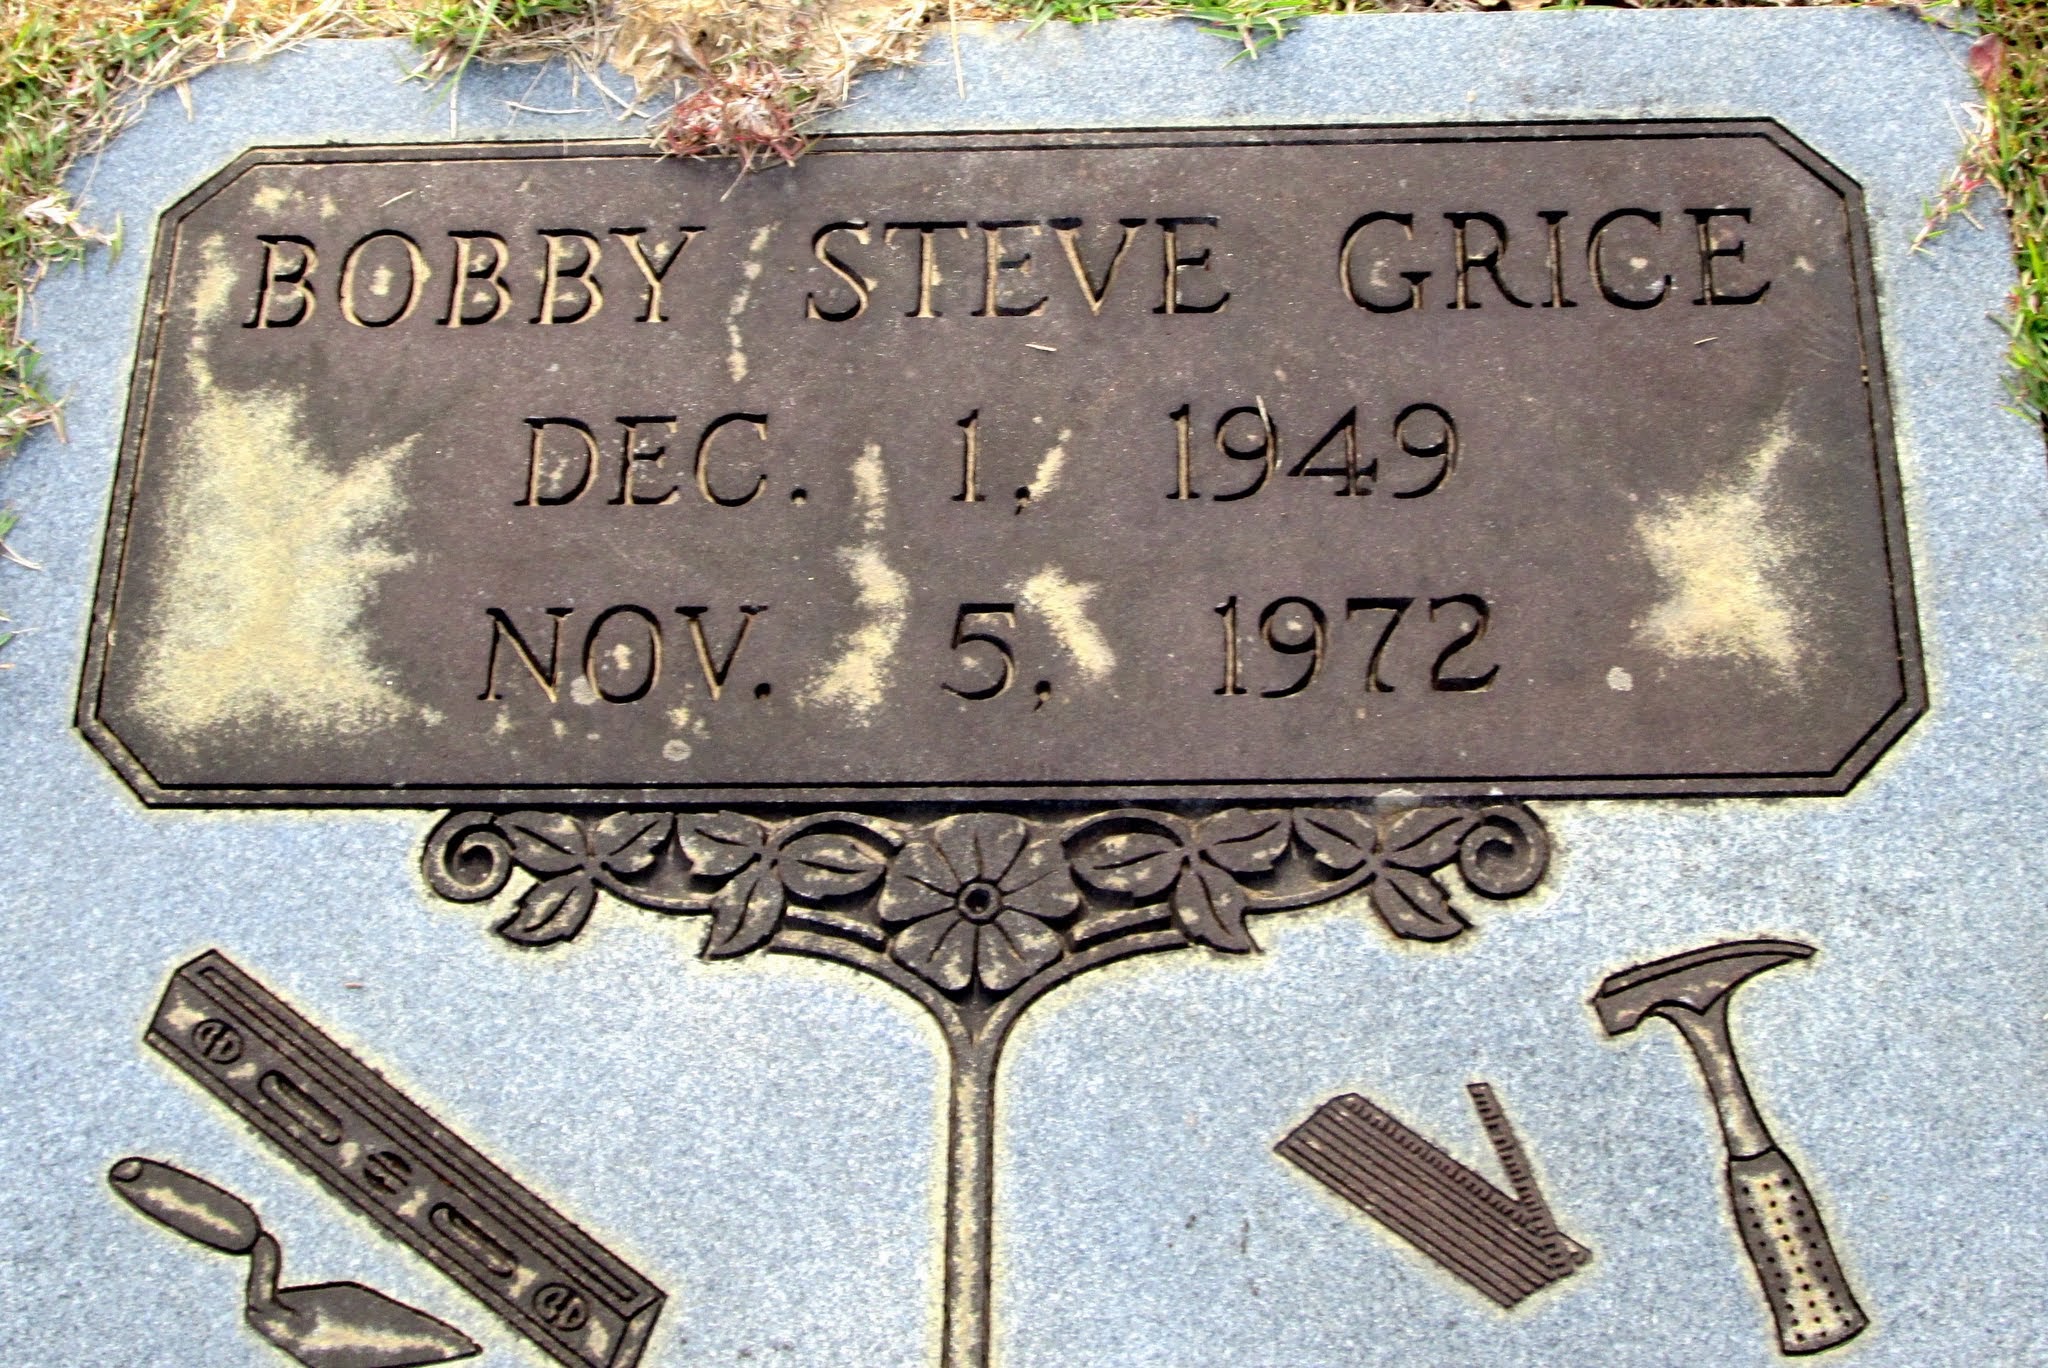 BOBBY STEVE GRICE
DEC. 1, 1949
NOV. 5, 1972